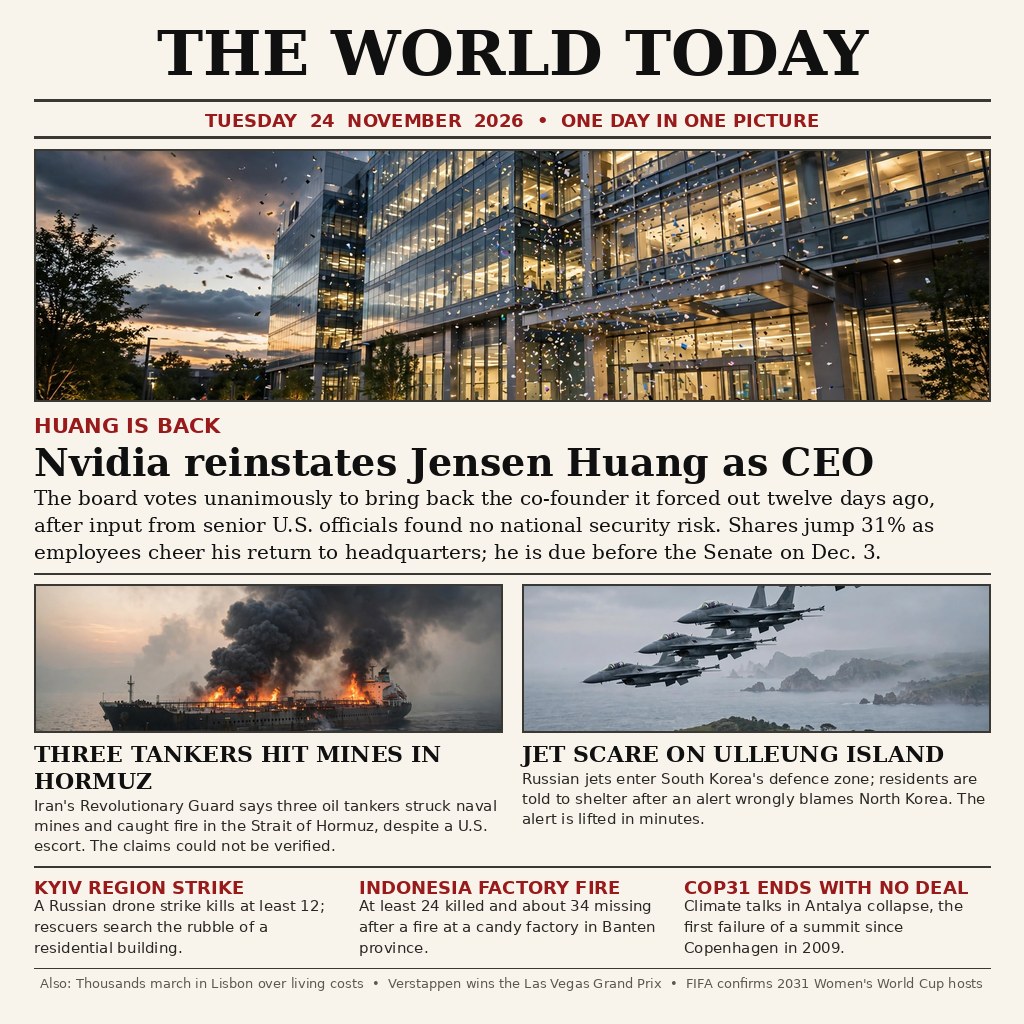 THE WORLD TODAY
TUESDAY 24 NOVEMBER 2026 • ONE DAY IN ONE PICTURE
HUANG IS BACK
Nvidia reinstates Jensen Huang as CEO
The board votes unanimously to bring back the co-founder it forced out twelve days ago,
after input from senior U.S. officials found no national security risk. Shares jump 31% as
employees cheer his return to headquarters; he is due before the Senate on Dec. 3.
THREE TANKERS HIT MINES IN
HORMUZ
Iran's Revolutionary Guard says three oil tankers struck naval
mines and caught fire in the Strait of Hormuz, despite a U.S.
escort. The claims could not be verified.
JET SCARE ON ULLEUNG ISLAND
Russian jets enter South Korea's defence zone; residents are
told to shelter after an alert wrongly blames North Korea. The
alert is lifted in minutes.
KYIV REGION STRIKE
A Russian drone strike kills at least 12;
rescuers search the rubble of a
residential building.
INDONESIA FACTORY FIRE
At least 24 killed and about 34 missing
after a fire at a candy factory in Banten
province.
COP31 ENDS WITH NO DEAL
Climate talks in Antalya collapse, the
first failure of a summit since
Copenhagen in 2009.
Also: Thousands march in Lisbon over living costs • Verstappen wins the Las Vegas Grand Prix • FIFA confirms 2031 Women's World Cup hosts